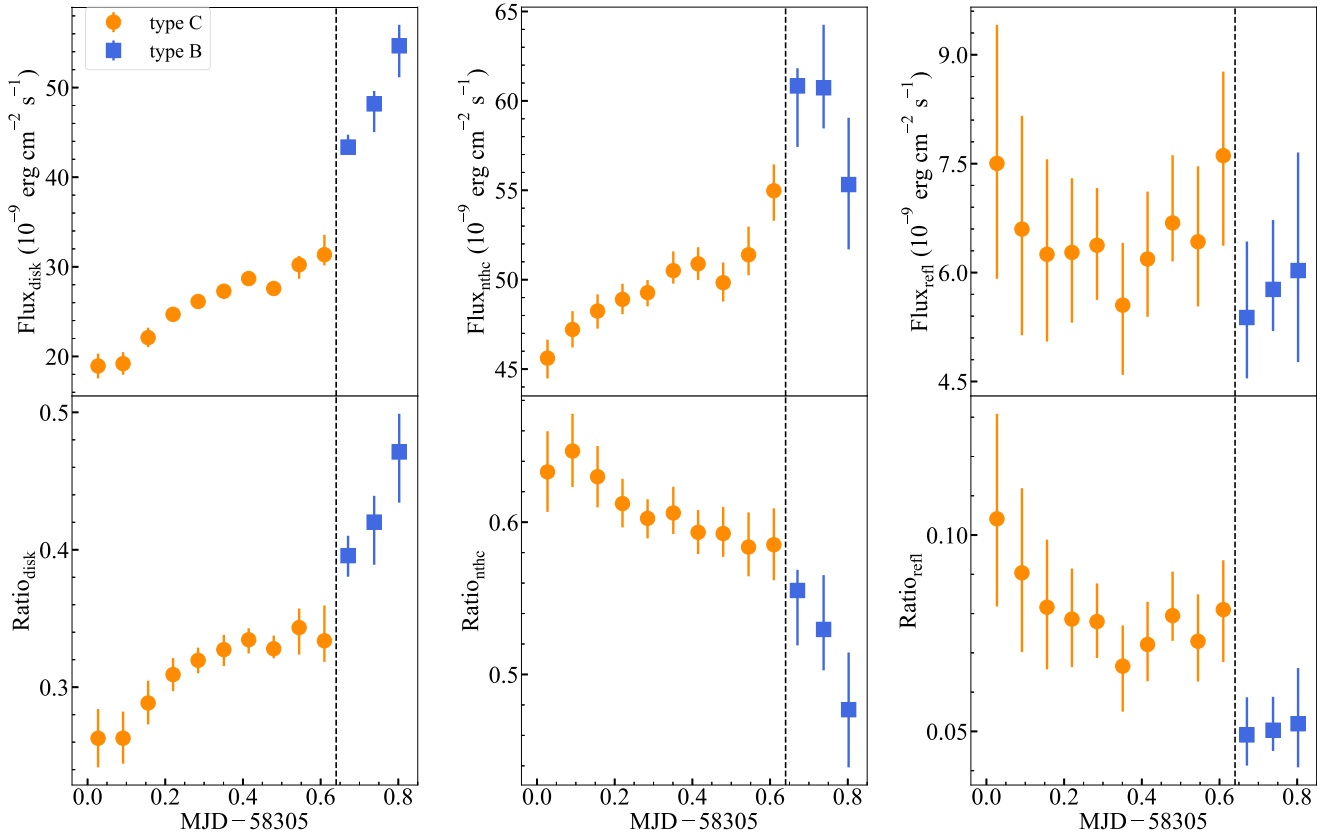 type C
type B
50
40
30
20
Flux_disk (10⁻⁹ erg cm⁻² s⁻¹)
65
60
55
50
45
Flux_nthc (10⁻⁹ erg cm⁻² s⁻¹)
9.0
7.5
6.0
4.5
Flux_refl (10⁻⁹ erg cm⁻² s⁻¹)
0.5
0.4
0.3
Ratio_disk
0.0 0.2 0.4 0.6 0.8
MJD−58305
0.6
0.5
Ratio_nthc
0.0 0.2 0.4 0.6 0.8
MJD−58305
0.10
0.05
Ratio_refl
0.0 0.2 0.4 0.6 0.8
MJD−58305